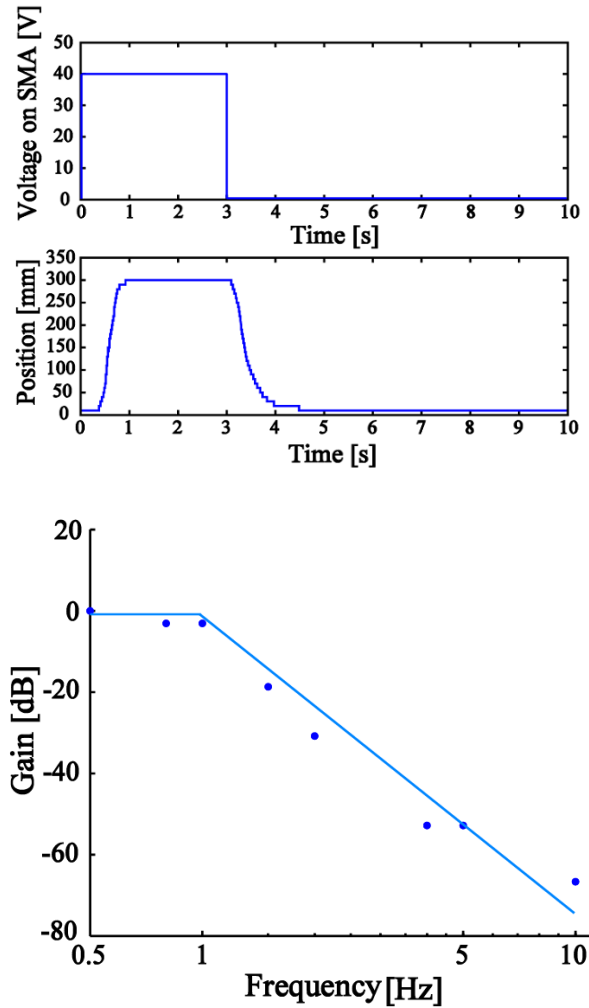 Voltage on SMA [V]
50
40
30
20
10
0
0 1 2 3 4 5 6 7 8 9 10
Time [s]
Position [mm]
350
300
250
200
150
100
50
0
0 1 2 3 4 5 6 7 8 9 10
Time [s]
Gain [dB]
20
0
-20
-40
-60
-80
0.5 1 5 10
Frequency [Hz]